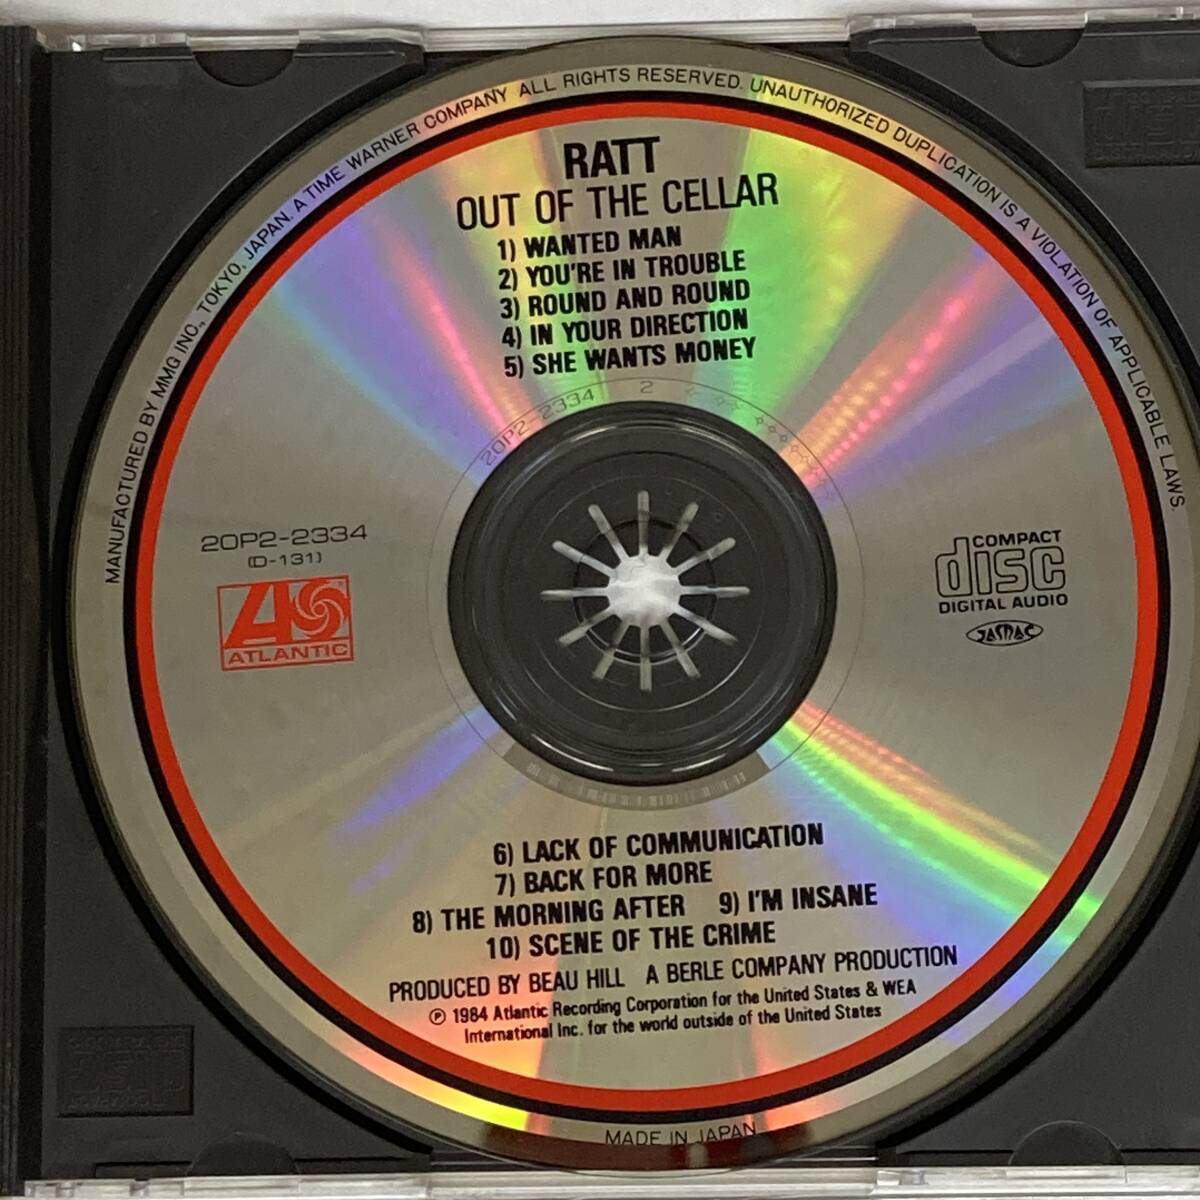 MANUFACTURED BY MMG INC., TOKYO, JAPAN. A TIME WARNER COMPANY ALL RIGHTS RESERVED. UNAUTHORIZED DUPLICATION IS A VIOLATION OF APPLICABLE LAWS.
RATT
OUT OF THE CELLAR
1) WANTED MAN
2) YOU'RE IN TROUBLE
3) ROUND AND ROUND
4) IN YOUR DIRECTION
5) SHE WANTS MONEY
20P2-2334 2
20P2-2334
(D-131)
ATLANTIC
COMPACT
disc
DIGITAL AUDIO
JASRAC
6) LACK OF COMMUNICATION
7) BACK FOR MORE
8) THE MORNING AFTER 9) I'M INSANE
10) SCENE OF THE CRIME
PRODUCED BY BEAU HILL A BERLE COMPANY PRODUCTION
℗ 1984 Atlantic Recording Corporation for the United States & WEA
International Inc. for the world outside of the United States
MADE IN JAPAN